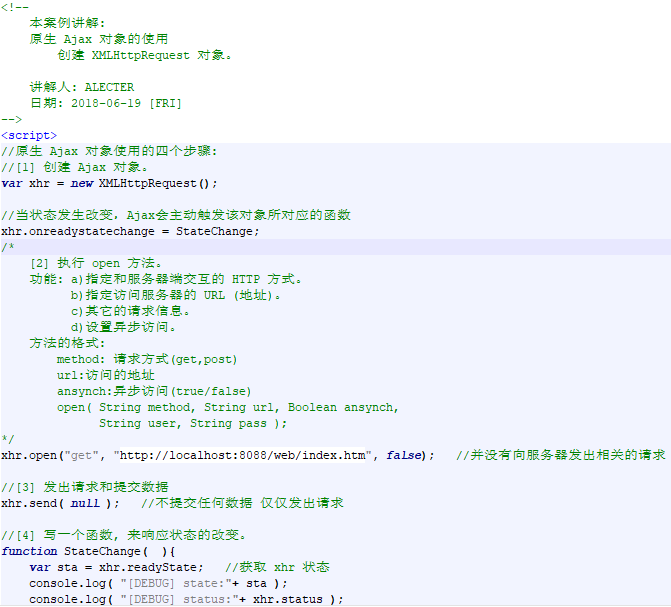 <!--
本案例讲解:
原生 Ajax 对象的使用
创建 XMLHttpRequest 对象。
讲解人: ALECTER
日期: 2018-06-19 [FRI]
-->
<script>
//原生 Ajax 对象使用的四个步骤:
//[1] 创建 Ajax 对象。
var xhr = new XMLHttpRequest();
//当状态发生改变，Ajax会主动触发该对象所对应的函数
xhr.onreadystatechange = StateChange;
/*
[2] 执行 open 方法。
功能: a)指定和服务器端交互的 HTTP 方式。
b)指定访问服务器的 URL (地址)。
c)其它的请求信息。
d)设置异步访问。
方法的格式:
method: 请求方式(get,post)
url:访问的地址
ansynch:异步访问(true/false)
open( String method, String url, Boolean ansynch,
String user, String pass );
*/
xhr.open("get", "http://localhost:8088/web/index.htm", false);   //并没有向服务器发出相关的请求
//[3] 发出请求和提交数据
xhr.send( null );   //不提交任何数据 仅仅发出请求
//[4] 写一个函数, 来响应状态的改变。
function StateChange(  ){
var sta = xhr.readyState;   //获取 xhr 状态
console.log( "[DEBUG] state:"+ sta );
console.log( "[DEBUG] status:"+ xhr.status );